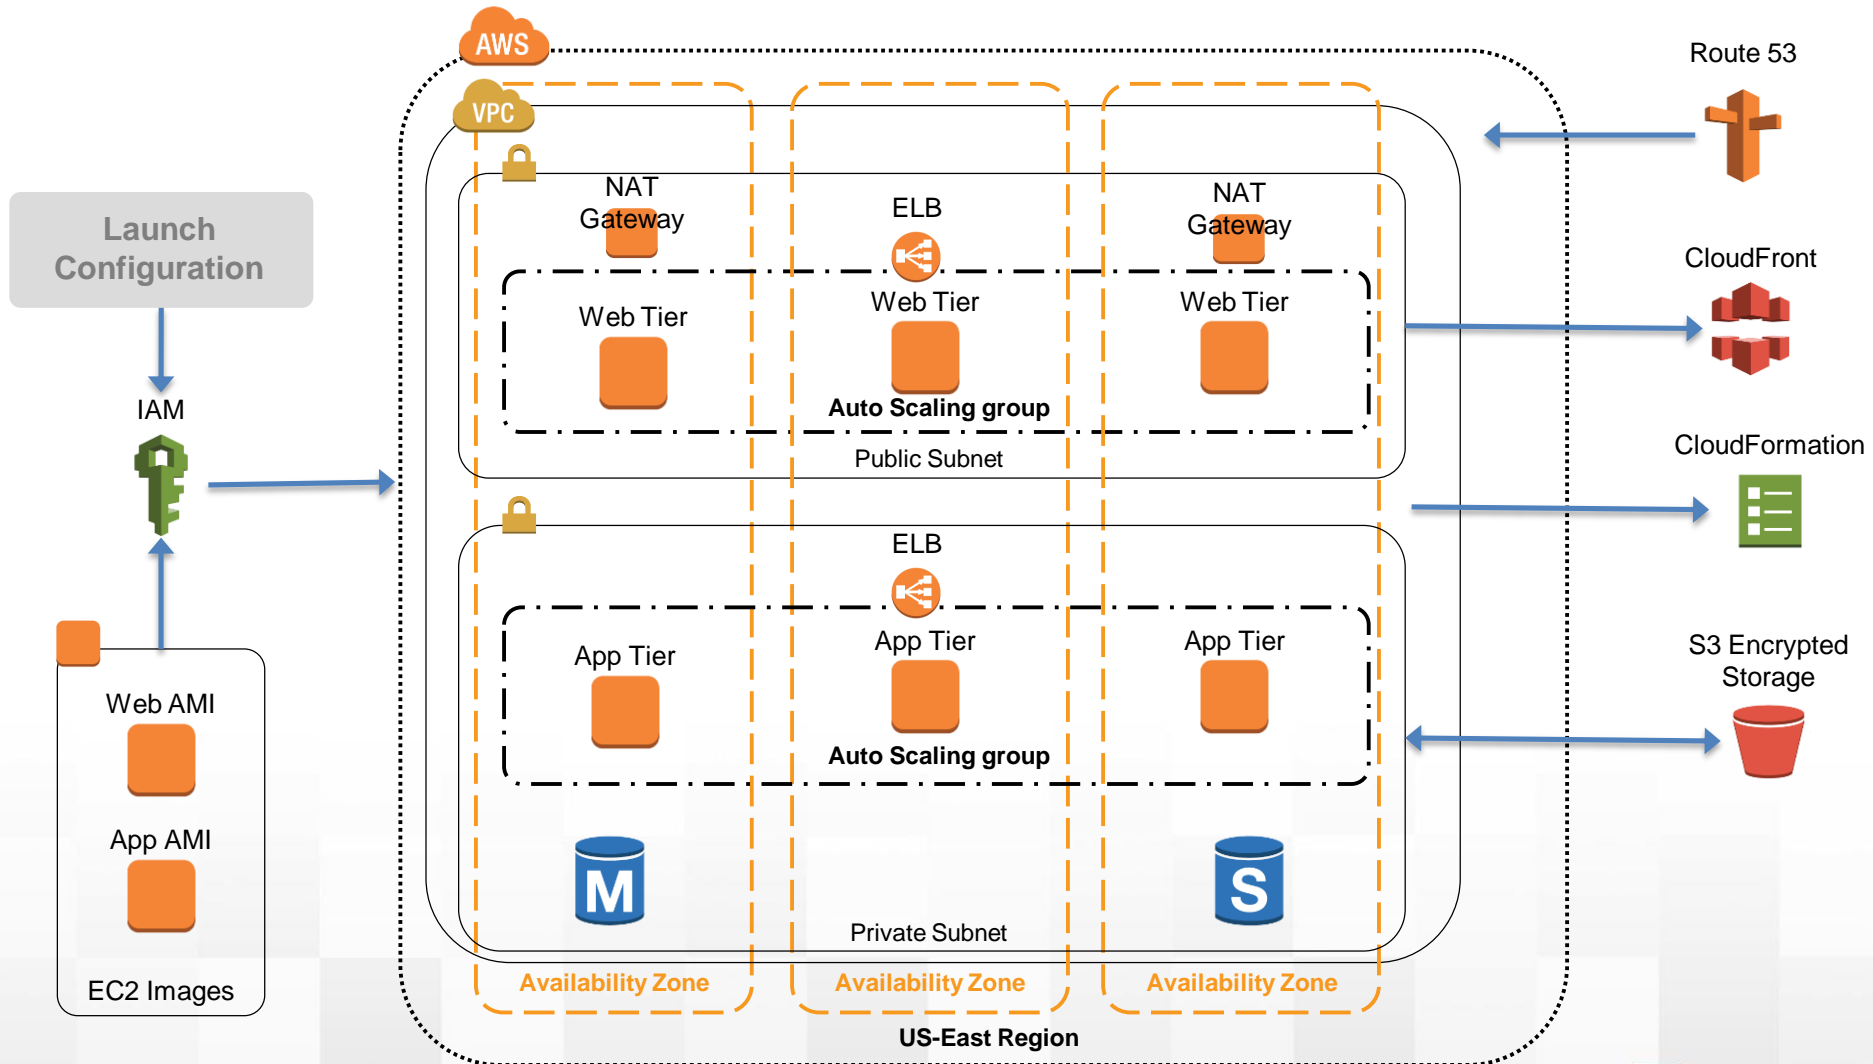 AWS
Route 53
VPC
NAT
Gateway
ELB
NAT
Gateway
Launch
Configuration
CloudFront
Web Tier
Web Tier
Web Tier
IAM
Auto Scaling group
Public Subnet
CloudFormation
ELB
App Tier
App Tier
App Tier
S3 Encrypted
Storage
Web AMI
Auto Scaling group
App AMI
M
S
Private Subnet
EC2 Images
Availability Zone
Availability Zone
Availability Zone
US-East Region